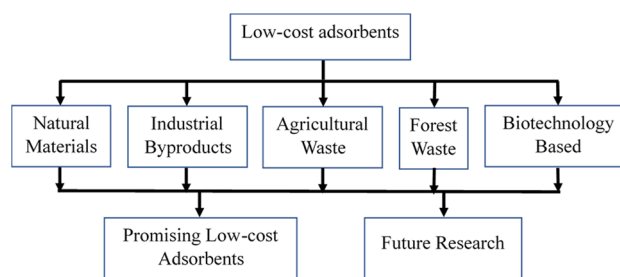 Low-cost adsorbents
Natural
Materials
Industrial
Byproducts
Agricultural
Waste
Forest
Waste
Biotechnology
Based
Promising Low-cost
Adsorbents
Future Research